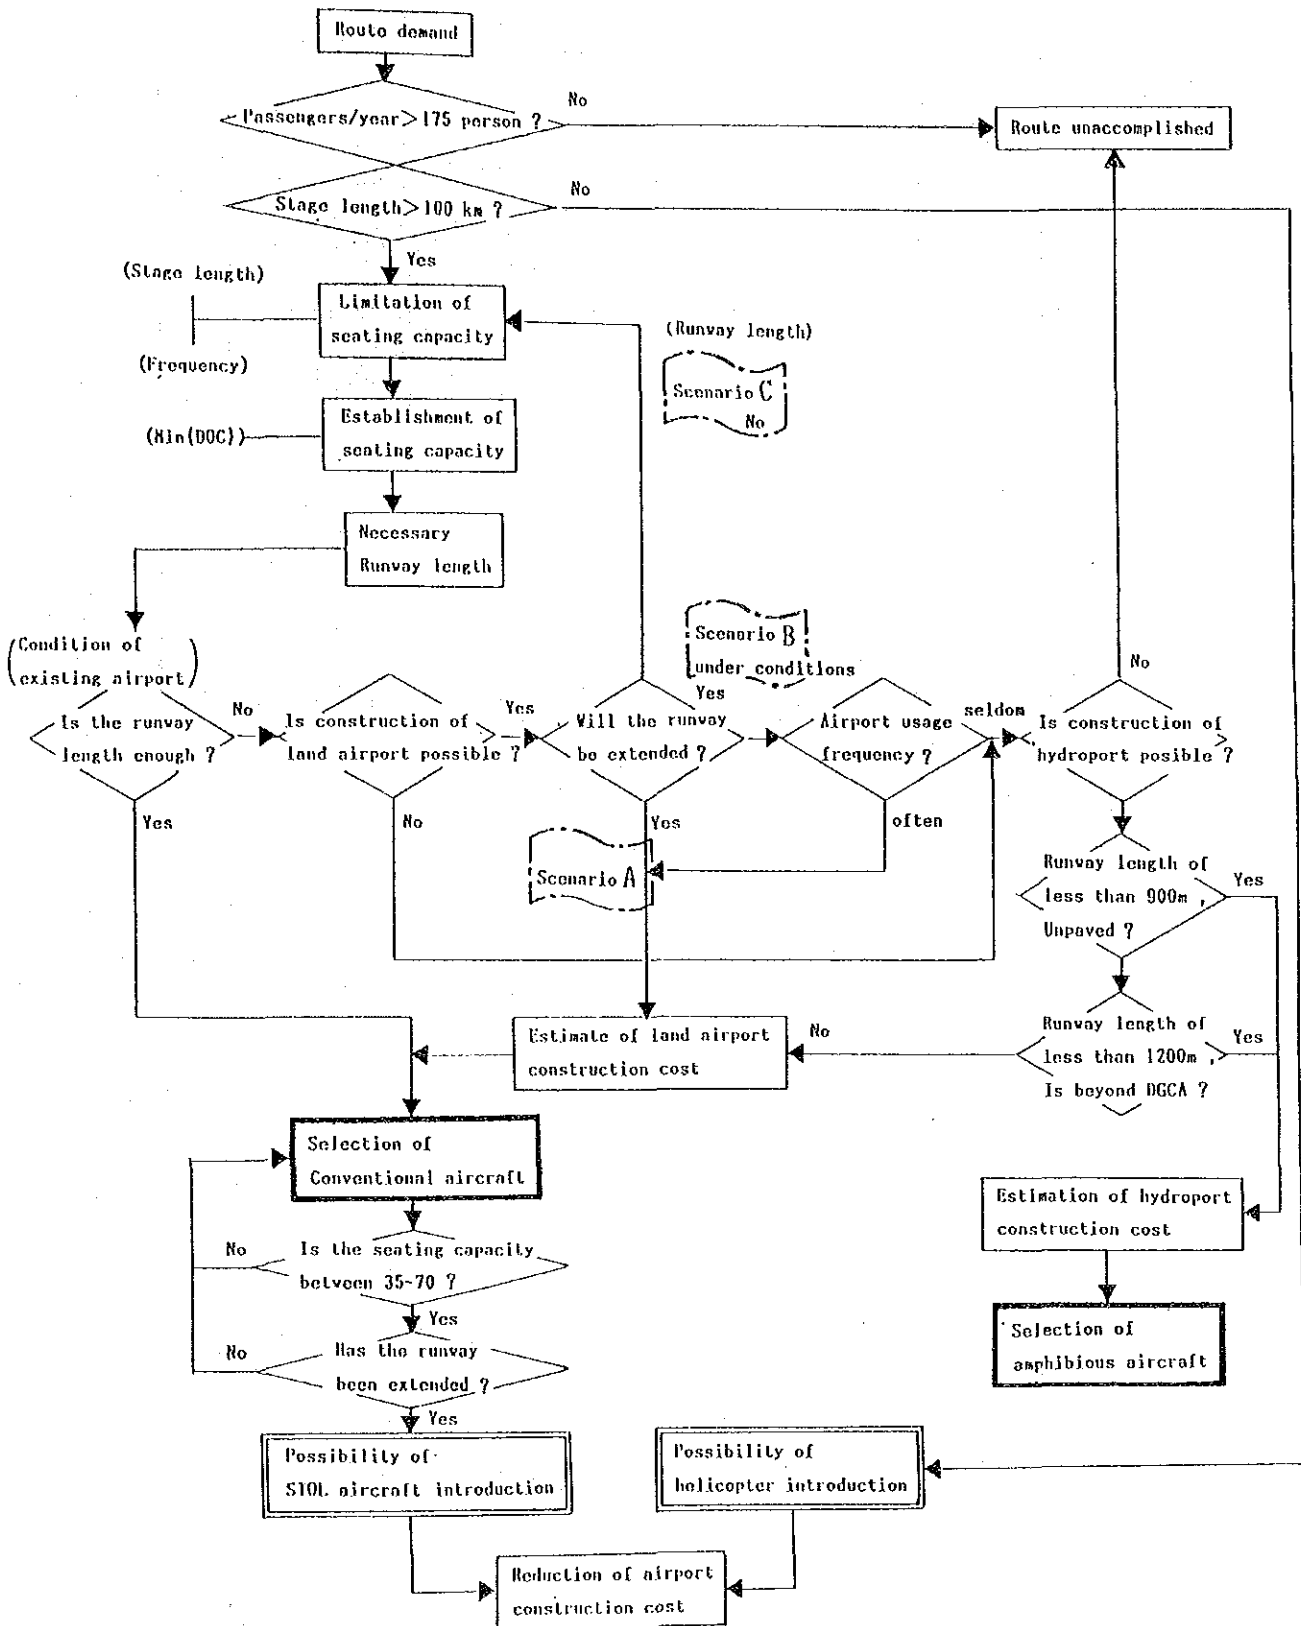 Route demand
Passengers/year>175 person ?
No
Route unaccomplished
Stage length>100 km ?
No
Yes
(Stage length)
Limitation of
seating capacity
(Frequency)
(Runway length)
Scenario C
No
Establishment of
seating capacity
(Min{DOC})
Necessary
Runway length
(Condition of
existing airport)
Scenario B
under conditions
Is the runway
length enough ?
No
Is construction of
land airport possible ?
Yes
Will the runway
be extended ?
Yes
Airport usage
frequency ?
seldom
Is construction of
hydroport posible ?
No
Yes
No
Yes
often
Scenario A
Runway length of
less than 900m ,
Unpaved ?
Yes
Estimate of land airport
construction cost
No
Runway length of
less than 1200m ,
Is beyond DGCA ?
Yes
Selection of
Conventional aircraft
Estimation of hydroport
construction cost
No
Is the seating capacity
between 35~70 ?
Yes
Selection of
amphibious aircraft
No
Has the runway
been extended ?
Yes
Possibility of
STOL aircraft introduction
Possibility of
helicopter introduction
Reduction of airport
construction cost